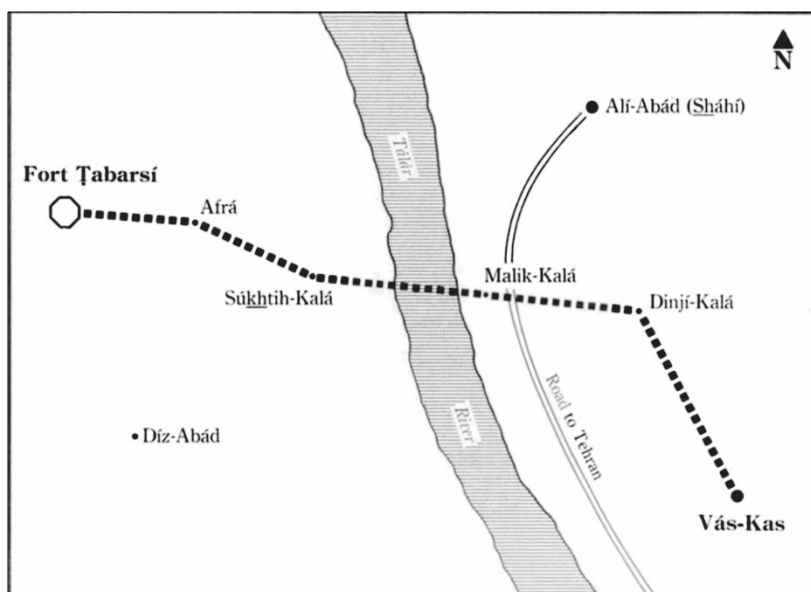 N
Alí-Abád (Sháhí)
Tálár
Fort Ṭabarsí
Afrá
Malik-Kalá
Súkhtih-Kalá
Dinjí-Kalá
Road to Tehran
River
Díz-Abád
Vás-Kas